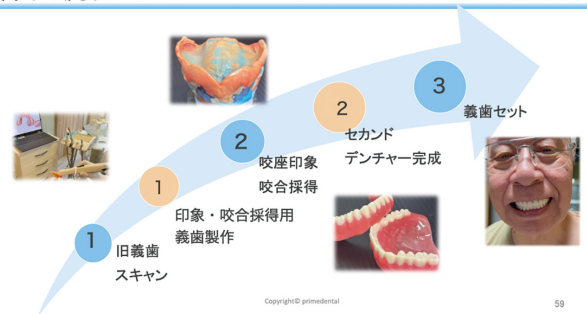 1
旧義歯
スキャン
1
印象・咬合採得用
義歯製作
2
咬座印象
咬合採得
2
セカンド
デンチャー完成
3
義歯セット
Copyright© primedental
59